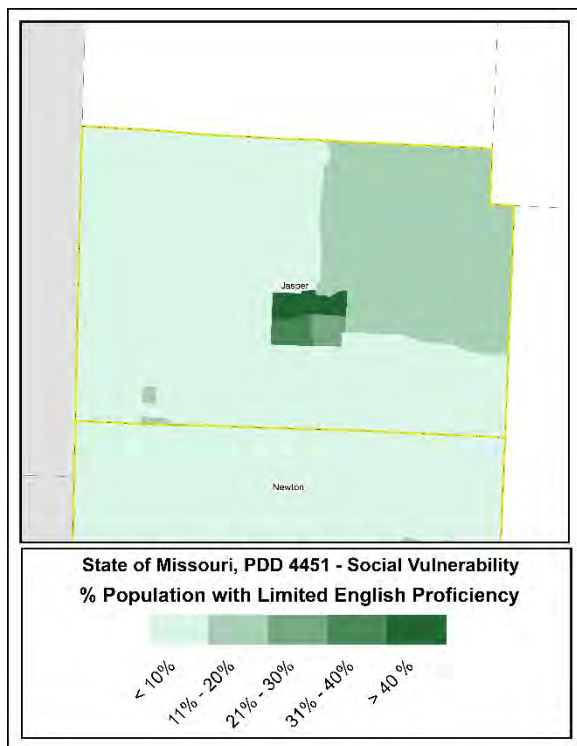 Jasper
Newton
State of Missouri, PDD 4451 - Social Vulnerability
% Population with Limited English Proficiency
< 10%
11% - 20%
21% - 30%
31% - 40%
> 40 %